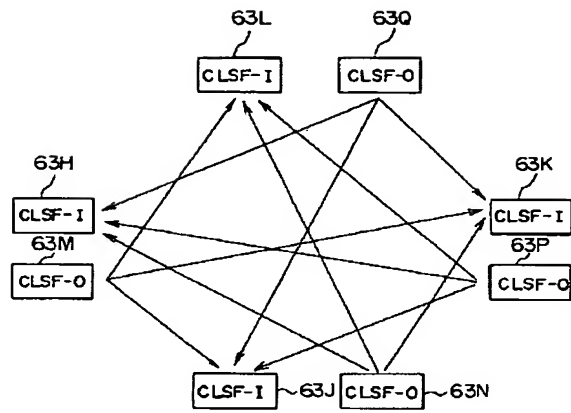 63L 63Q
CLSF-I CLSF-O
63H 63K
CLSF-I CLSF-I
63M 63P
CLSF-O CLSF-O
CLSF-I 63J CLSF-O 63N